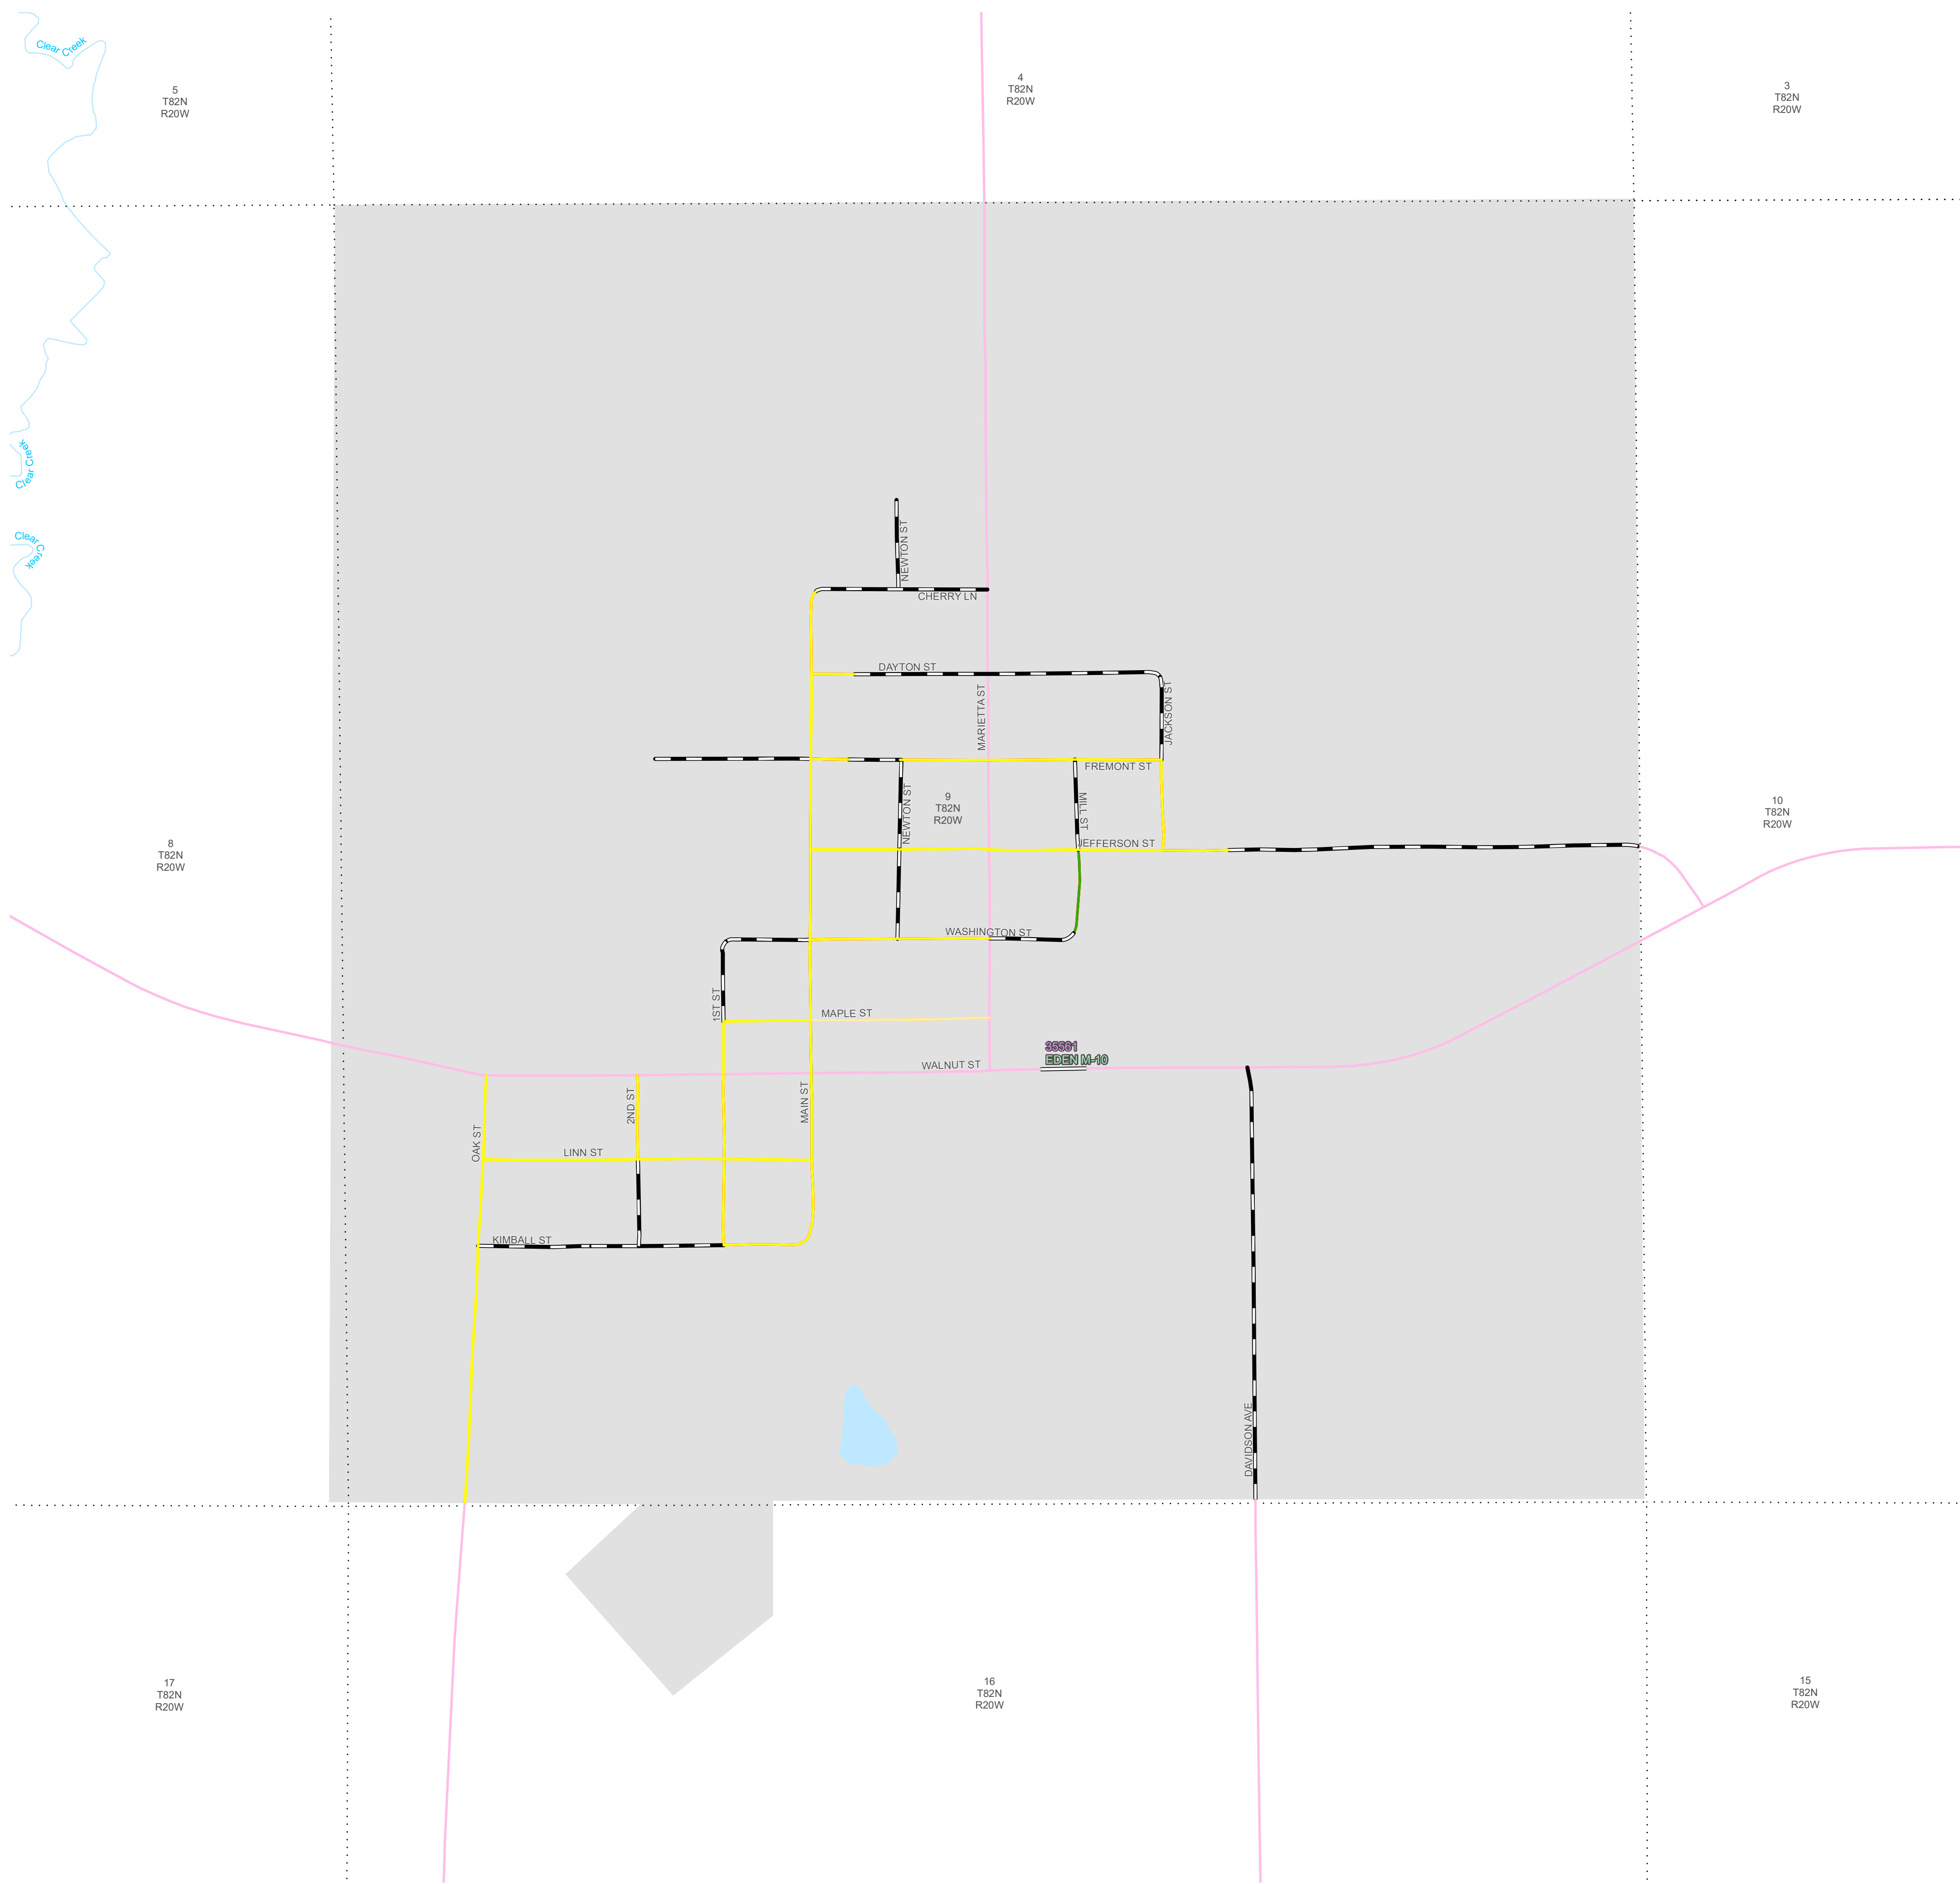 Clear Creek
5
T82N
R20W
4
T82N
R20W
3
T82N
R20W
Clear Creek
Clear Creek
NEWTON ST
CHERRY LN
DAYTON ST
JACKSON ST
MARIETTA ST
FREMONT ST
NEWTON ST
9
T82N
R20W
MILL ST
JEFFERSON ST
10
T82N
R20W
8
T82N
R20W
WASHINGTON ST
1ST ST
MAPLE ST
35561
EDEN M-10
WALNUT ST
2ND ST
MAIN ST
OAK ST
LINN ST
KIMBALL ST
DAVIDSON AVE
17
T82N
R20W
16
T82N
R20W
15
T82N
R20W